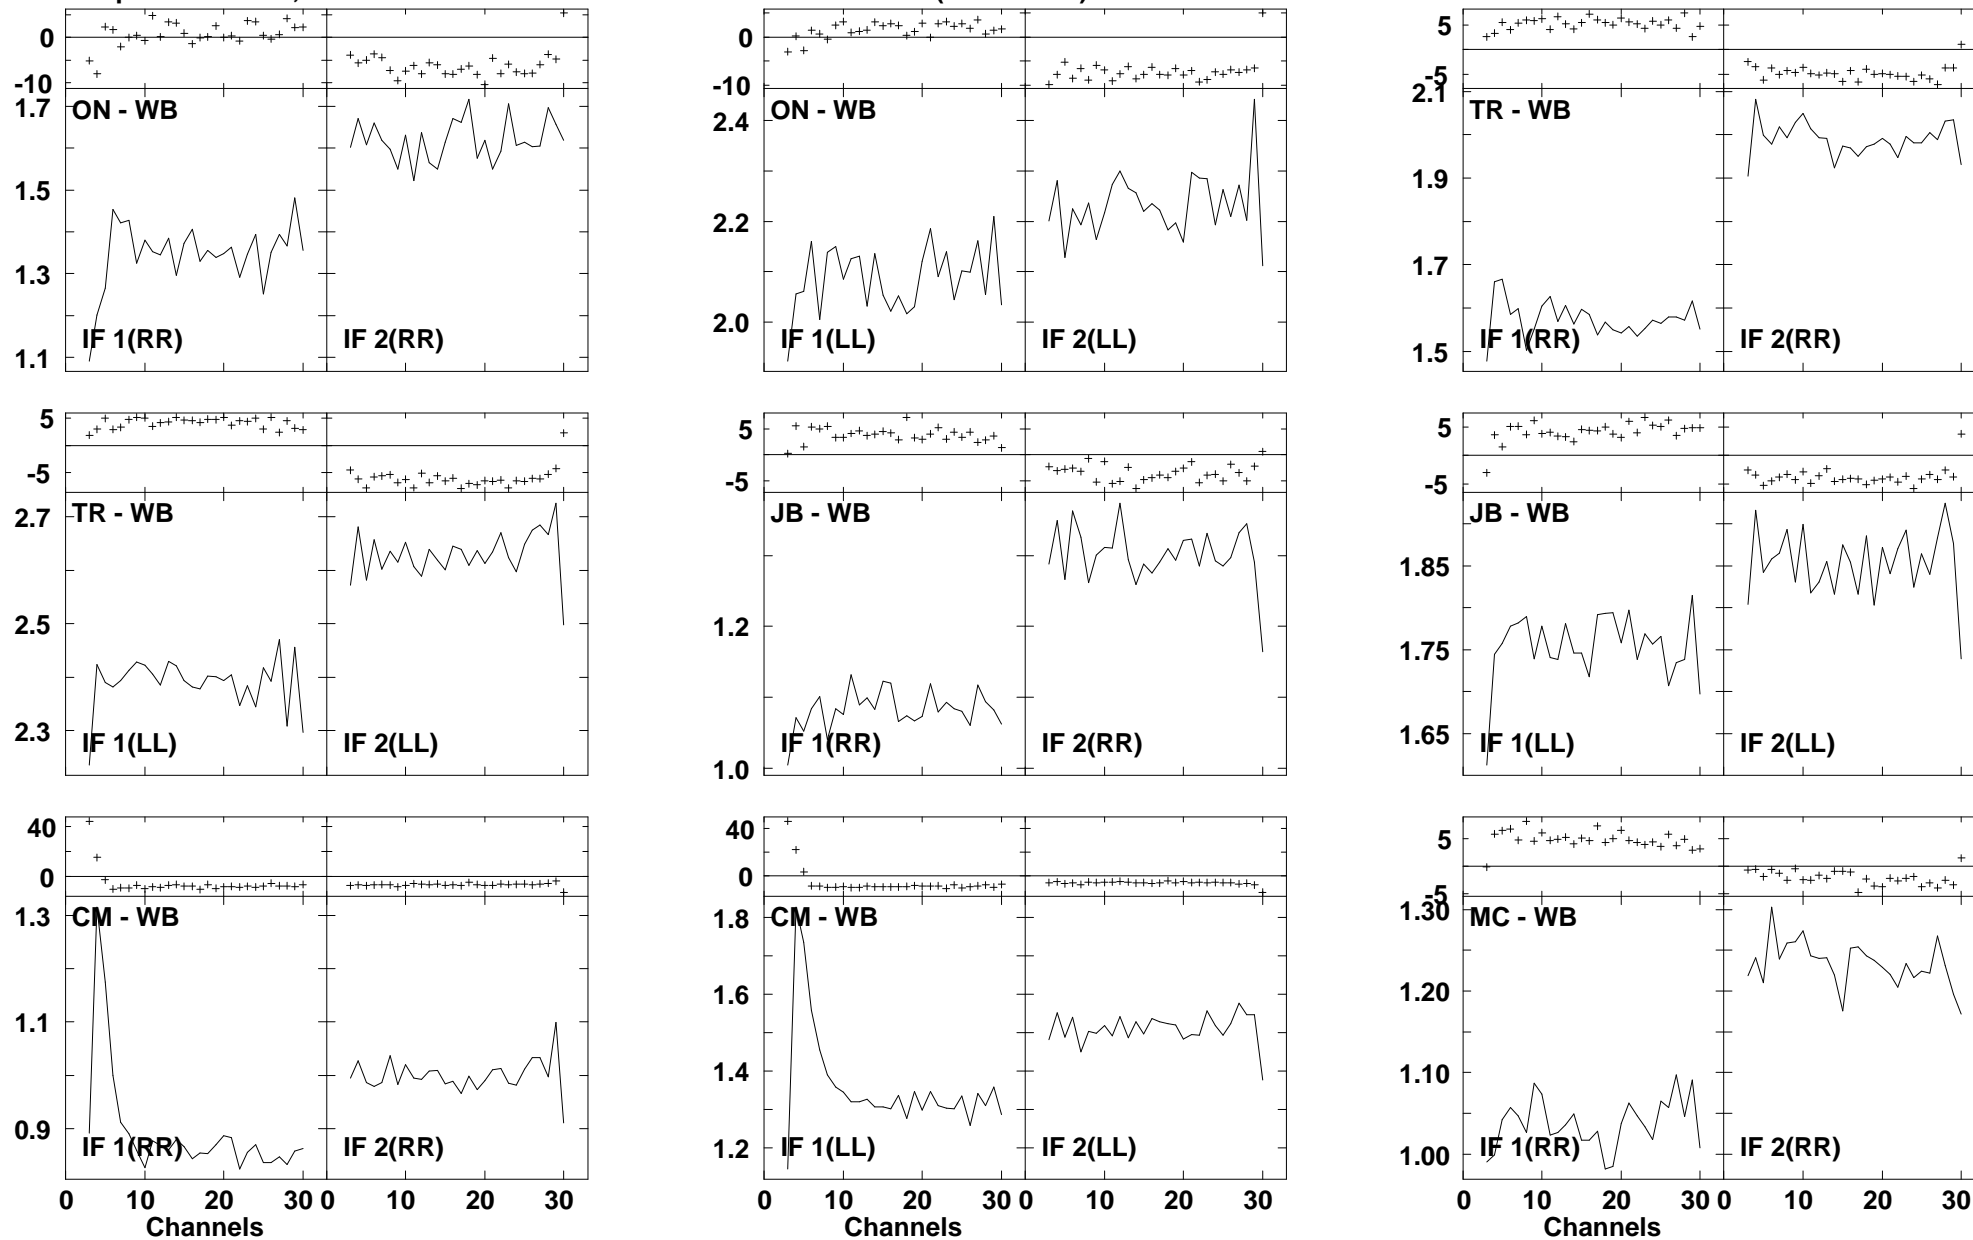 0
-10
1.7
1.5
1.3
1.1
ON - WB
IF 1(RR)
IF 2(RR)
0
-10
2.4
2.2
2.0
ON - WB
IF 1(LL)
IF 2(LL)
5
-5
2.1
1.9
1.7
1.5
TR - WB
IF 1(RR)
IF 2(RR)
5
-5
2.7
2.5
2.3
TR - WB
IF 1(LL)
IF 2(LL)
5
-5
1.2
1.0
JB - WB
IF 1(RR)
IF 2(RR)
5
-5
1.85
1.75
1.65
JB - WB
IF 1(LL)
IF 2(LL)
40
0
1.3
1.1
0.9
CM - WB
IF 1(RR)
IF 2(RR)
0 10 20 30 0 10 20 30
Channels
40
0
1.8
1.6
1.4
1.2
CM - WB
IF 1(LL)
IF 2(LL)
0 10 20 30 0 10 20 30
Channels
5
-5
1.30
1.20
1.10
1.00
MC - WB
IF 1(RR)
IF 2(RR)
0 10 20 30 0 10 20 30
Channels